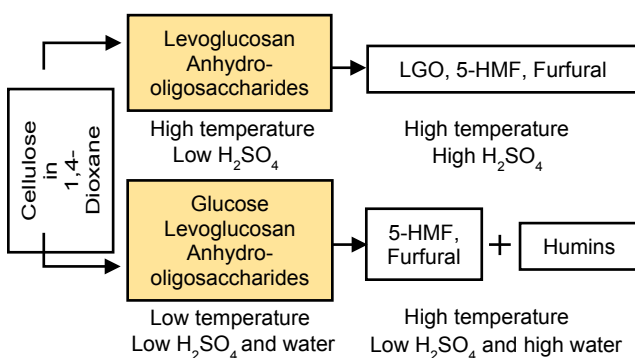 Cellulose
in
1,4-
Dioxane
Levoglucosan
Anhydro-
oligosaccharides
High temperature
Low H₂SO₄
LGO, 5-HMF, Furfural
High temperature
High H₂SO₄
Glucose
Levoglucosan
Anhydro-
oligosaccharides
Low temperature
Low H₂SO₄ and water
5-HMF,
Furfural
+
Humins
High temperature
Low H₂SO₄ and high water